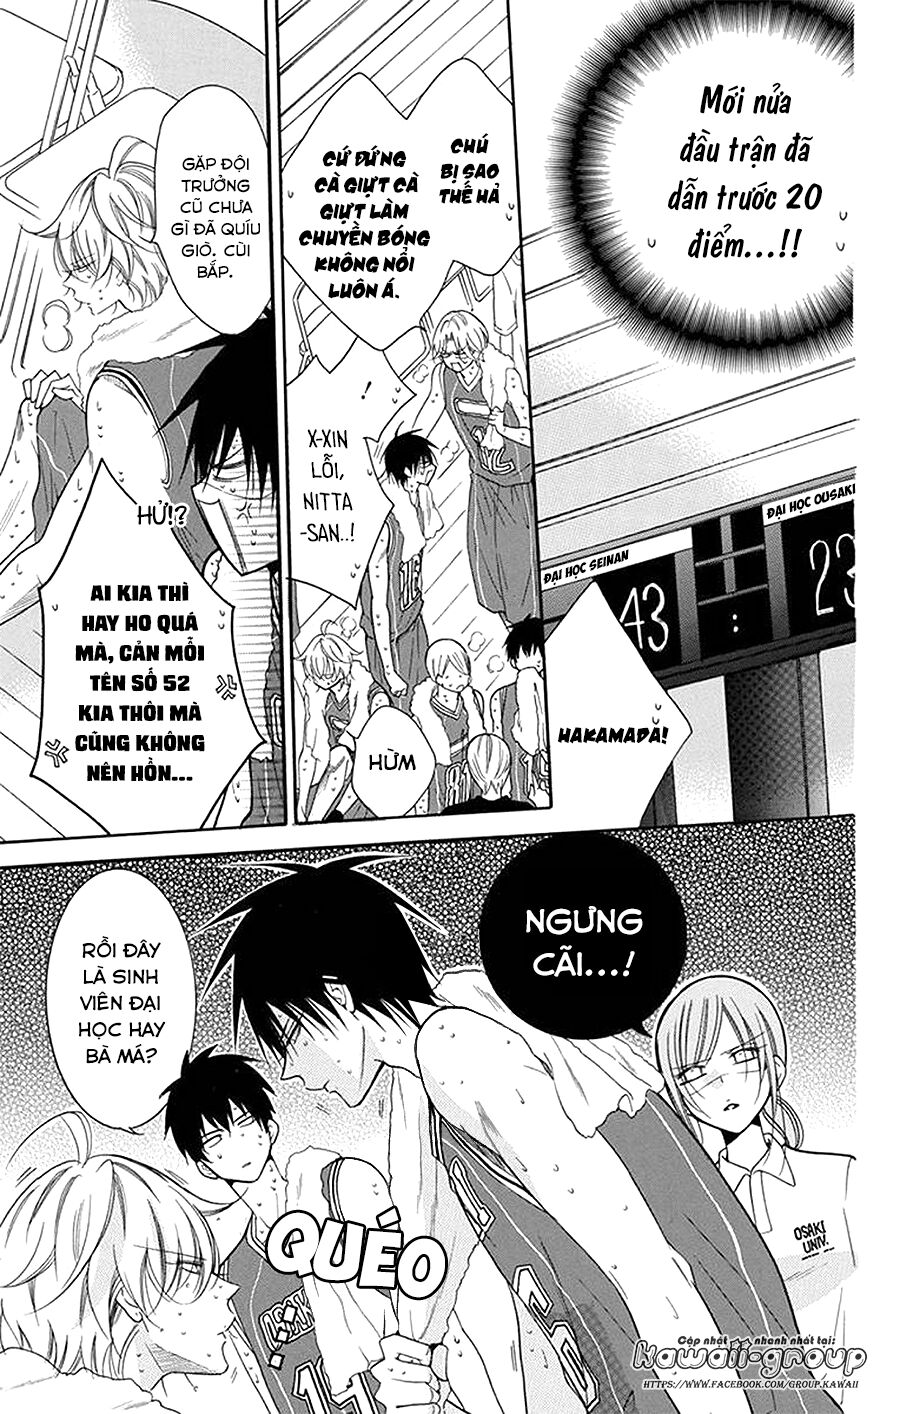 Mới nửa
đầu trận đã
dẫn trước 20
điểm...!!
ĐẠI HỌC OUSAKI
ĐẠI HỌC SEINAN
43
:
23
HAKAMADA!
CHÚ
BỊ SAO
THẾ HẢ
CỨ ĐỨNG
CÀ GIỰT CÀ
GIỰT LÀM
CHUYỀN BÓNG
KHÔNG NỔI
LUÔN Á.
!
X-XIN
LỖI,
NITTA
-SAN..!
HỪM
GẶP ĐỘI
TRƯỞNG
CŨ CHƯA
GÌ ĐÃ QUÍU
GIÒ. CÙI
BẮP.
HỬ!?
AI KIA THÌ
HAY HO QUÁ
MÀ, CẢN MỖI
TÊN SỐ 52
KIA THÔI MÀ
CŨNG KHÔNG
NÊN HỒN...
NGƯNG
CÃI...!
RỒI ĐÂY
LÀ SINH
VIÊN ĐẠI
HỌC HAY
BÀ MÁ?
QUÉO
OSAKI
UNIV.
OSAK
11
Cập nhật nhanh nhất tại:
kawaii-group
HTTPS://WWW.FACEBOOK.COM/GROUP.KAWAII